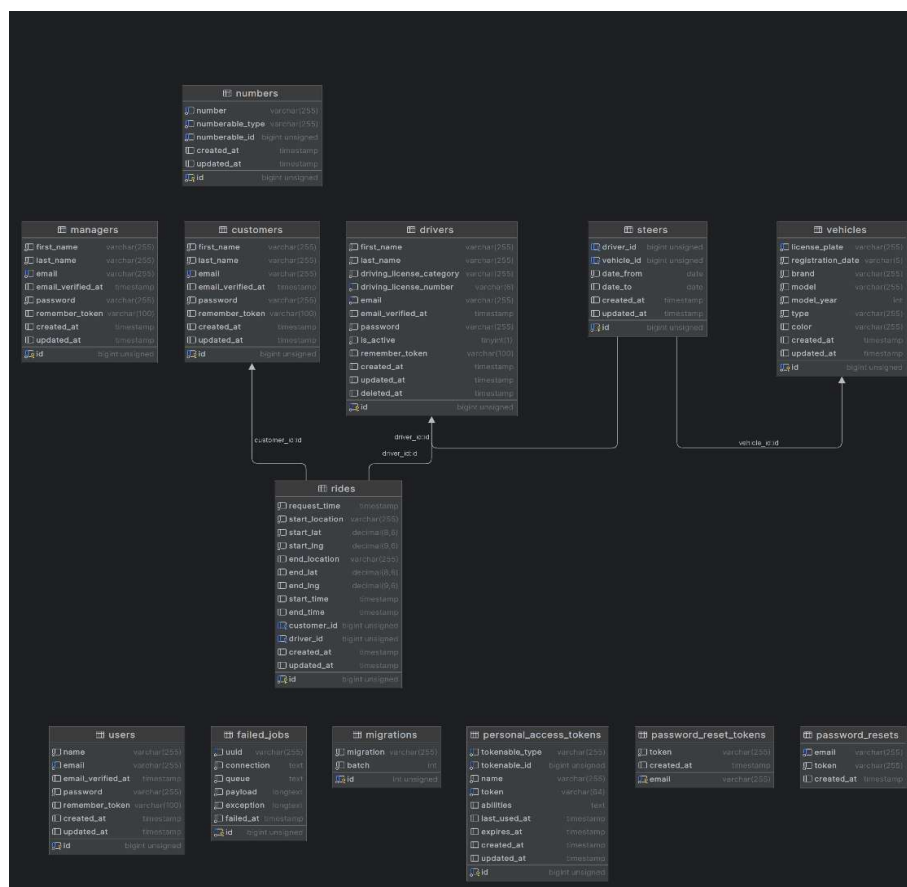 numbers
number varchar(255)
numberable_type varchar(255)
numberable_id bigint unsigned
created_at timestamp
updated_at timestamp
id bigint unsigned
managers
first_name varchar(255)
last_name varchar(255)
email varchar(255)
email_verified_at timestamp
password varchar(255)
remember_token varchar(100)
created_at timestamp
updated_at timestamp
id bigint unsigned
customers
first_name varchar(255)
last_name varchar(255)
email varchar(255)
email_verified_at timestamp
password varchar(255)
remember_token varchar(100)
created_at timestamp
updated_at timestamp
id bigint unsigned
drivers
first_name varchar(255)
last_name varchar(255)
driving_license_category varchar(255)
driving_license_number
email varchar(255)
email_verified_at timestamp
password varchar(255)
is_active tinyint(1)
remember_token varchar(100)
created_at timestamp
updated_at timestamp
deleted_at timestamp
id bigint unsigned
steers
driver_id bigint unsigned
vehicle_id bigint unsigned
date_from date
date_to date
created_at timestamp
updated_at timestamp
id bigint unsigned
vehicles
license_plate varchar(255)
registration_date
brand varchar(255)
model varchar(255)
model_year int
type varchar(255)
color varchar(255)
created_at timestamp
updated_at timestamp
id bigint unsigned
customer_id:id
driver_id:id
driver_id:id
vehicle_id:id
rides
request_time timestamp
start_location varchar(255)
start_lat
start_lng decimal(9,6)
end_location varchar(255)
end_lat
end_lng decimal(9,6)
start_time timestamp
end_time timestamp
customer_id bigint unsigned
driver_id bigint unsigned
created_at timestamp
updated_at timestamp
id bigint unsigned
users
name varchar(255)
email varchar(255)
email_verified_at timestamp
password varchar(255)
remember_token varchar(100)
created_at timestamp
updated_at timestamp
id bigint unsigned
failed_jobs
uuid varchar(255)
connection text
queue text
payload longtext
exception longtext
failed_at timestamp
id bigint unsigned
migrations
migration varchar(255)
batch int
id int unsigned
personal_access_tokens
tokenable_type varchar(255)
tokenable_id bigint unsigned
name varchar(255)
token varchar(64)
abilities text
last_used_at timestamp
expires_at timestamp
created_at timestamp
updated_at timestamp
id bigint unsigned
password_reset_tokens
token varchar(255)
created_at timestamp
email varchar(255)
password_resets
email varchar(255)
token varchar(255)
created_at timestamp